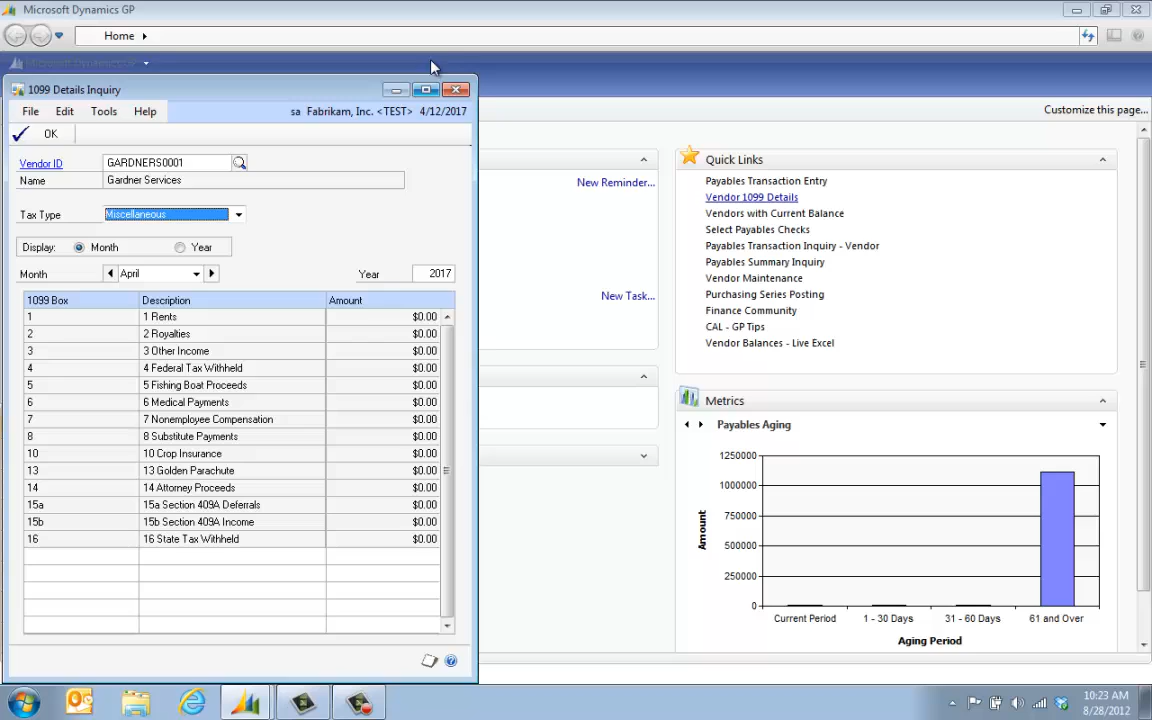 Microsoft Dynamics GP
Home
Microsoft Dynamics GP
1099 Details Inquiry
File Edit Tools Help
sa Fabrikam, Inc. <TEST> 4/12/2017
OK
Vendor ID GARDNERS0001
Name Gardner Services
Tax Type Miscellaneous
Display: Month Year
Month April Year 2017
1099 Box Description Amount
1 1 Rents $0.00
2 2 Royalties $0.00
3 3 Other Income $0.00
4 4 Federal Tax Withheld $0.00
5 5 Fishing Boat Proceeds $0.00
6 6 Medical Payments $0.00
7 7 Nonemployee Compensation $0.00
8 8 Substitute Payments $0.00
10 10 Crop Insurance $0.00
13 13 Golden Parachute $0.00
14 14 Attorney Proceeds $0.00
15a 15a Section 409A Deferrals $0.00
15b 15b Section 409A Income $0.00
16 16 State Tax Withheld $0.00
Customize this page...
New Reminder...
New Task...
Quick Links
Payables Transaction Entry
Vendor 1099 Details
Vendors with Current Balance
Select Payables Checks
Payables Transaction Inquiry - Vendor
Payables Summary Inquiry
Vendor Maintenance
Purchasing Series Posting
Finance Community
CAL - GP Tips
Vendor Balances - Live Excel
Metrics
Payables Aging
1250000
1000000
750000
500000
250000
0
Amount
Current Period 1 - 30 Days 31 - 60 Days 61 and Over
Aging Period
10:23 AM
8/28/2012